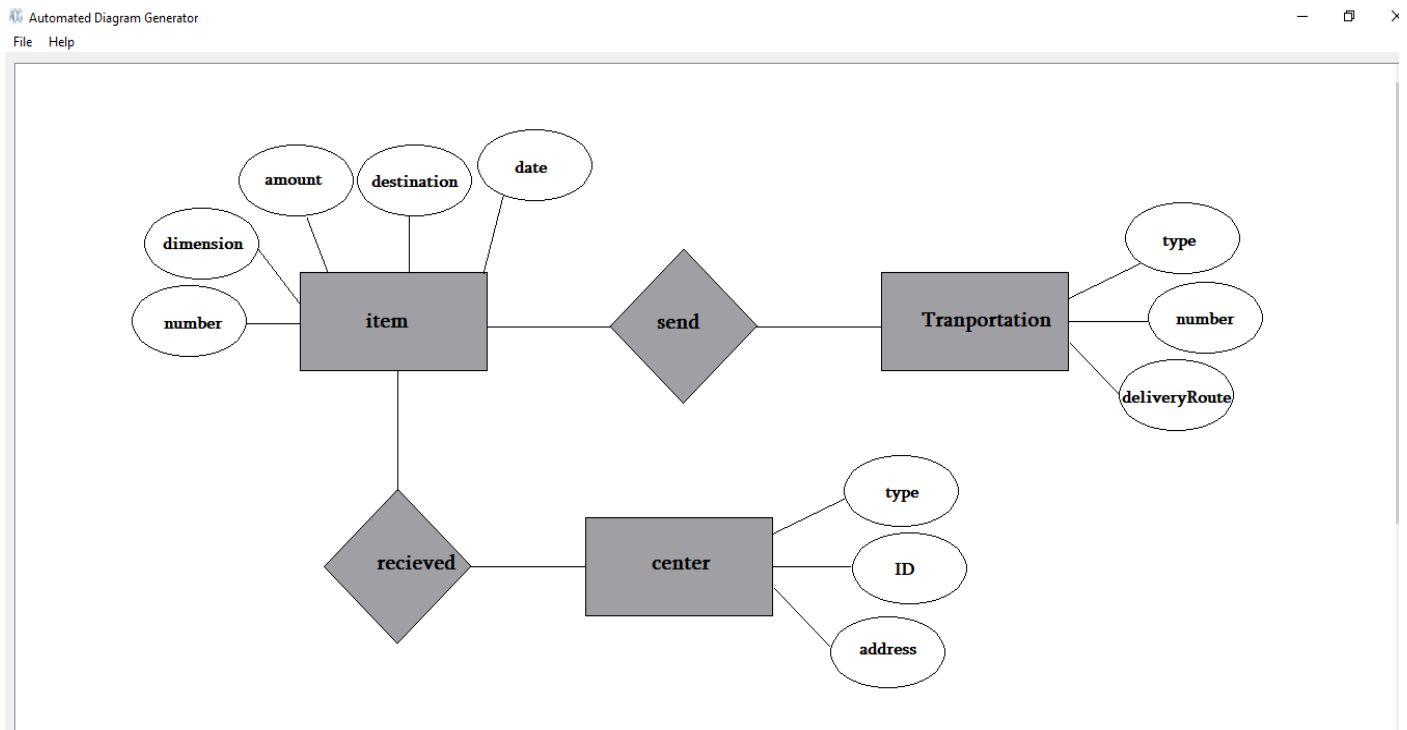 Automated Diagram Generator
File Help
date
amount
destination
dimension
type
number
item
send
Tranportation
number
deliveryRoute
type
recieved
center
ID
address